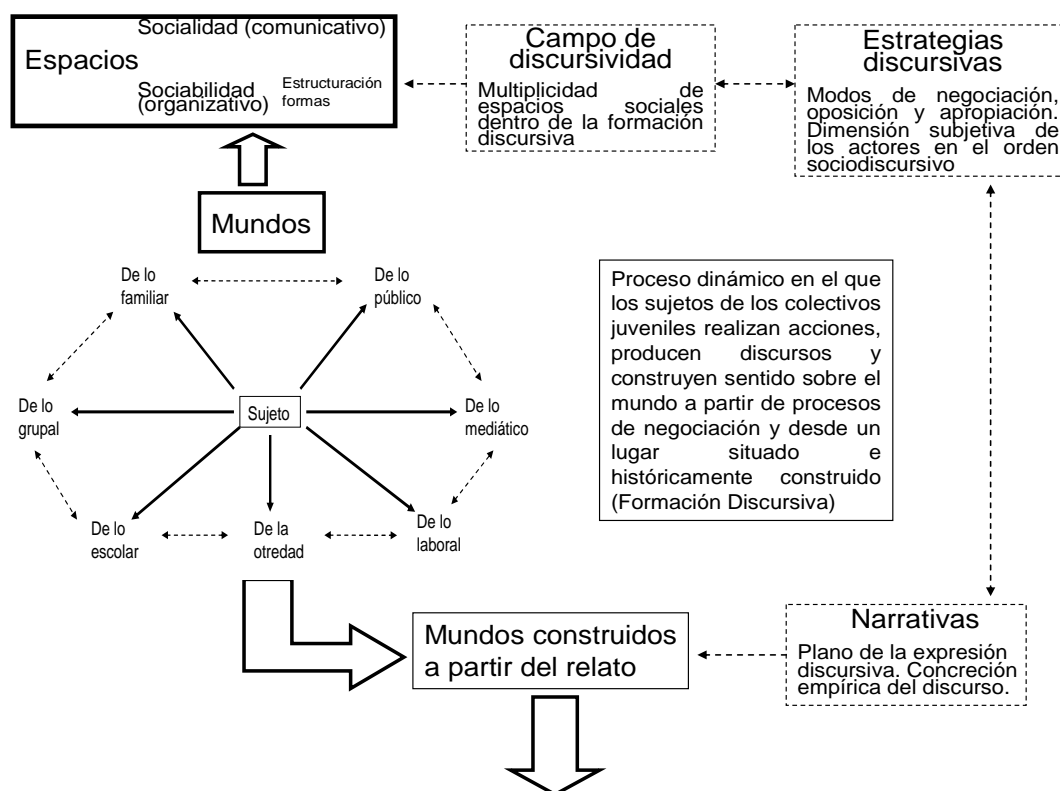 Socialidad (comunicativo)
Espacios
Sociabilidad
(organizativo)
Estructuración
formas
Campo de
discursividad
Multiplicidad de
espacios sociales
dentro de la formación
discursiva
Estrategias
discursivas
Modos de negociación,
oposición y apropiación.
Dimensión subjetiva de
los actores en el orden
sociodiscursivo
Mundos
De lo
familiar
De lo
público
De lo
grupal
Sujeto
De lo
mediático
De lo
escolar
De la
otredad
De lo
laboral
Proceso dinámico en el que
los sujetos de los colectivos
juveniles realizan acciones,
producen discursos y
construyen sentido sobre el
mundo a partir de procesos
de negociación y desde un
lugar situado e
históricamente construido
(Formación Discursiva)
Mundos construidos
a partir del relato
Narrativas
Plano de la expresión
discursiva. Concreción
empírica del discurso.